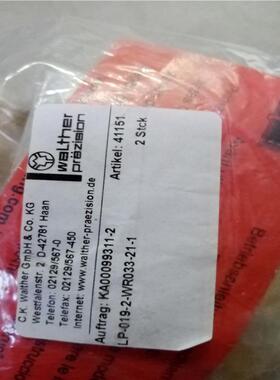 walther
präzision
C.K. Walther GmbH & Co. KG
Westfalenstr. 2 D-42781 Haan
Telefon: 02129/567-0
Telefax: 02129/567-450
Internet: www.walther-praezision.de
Artikel: 41151
2 Stck
Auftrag: KA00099311-2
LP-019-2-WR033-21-1